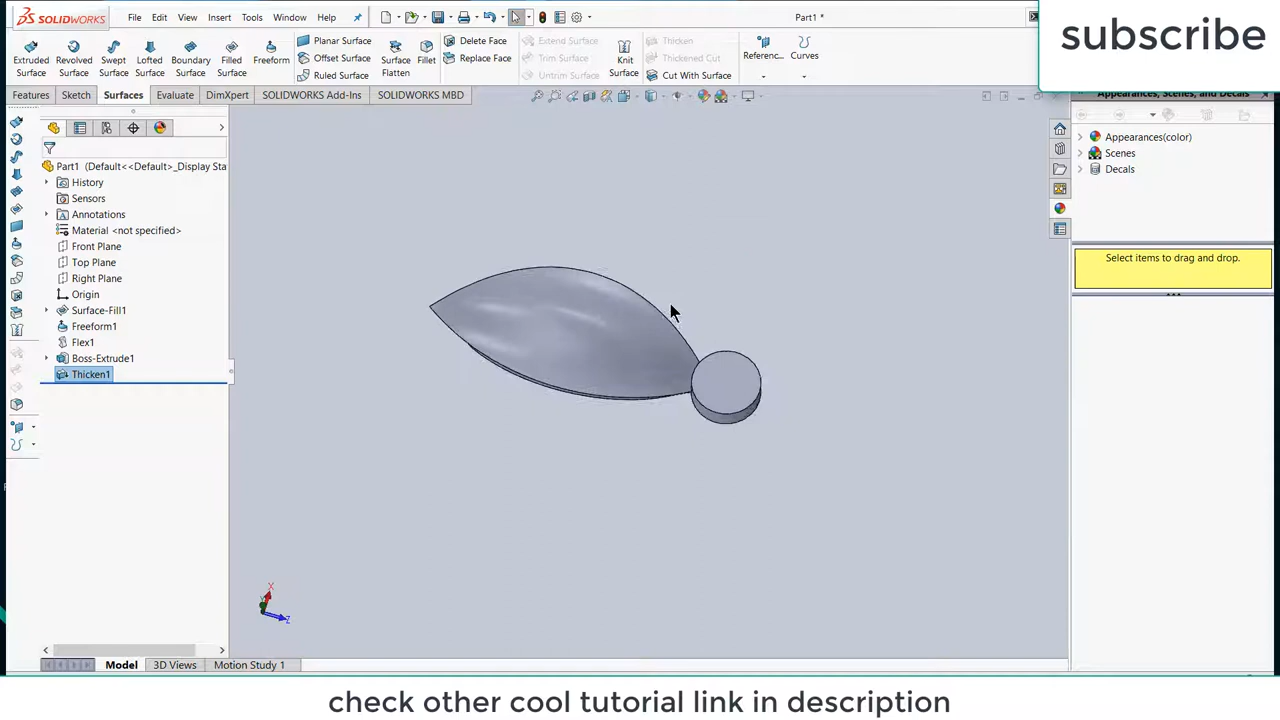 SOLIDWORKS File Edit View Insert Tools Window Help Part1 *
subscribe
Extruded Surface Revolved Surface Swept Surface Lofted Surface Boundary Surface Filled Surface Freeform Planar Surface Offset Surface Ruled Surface Surface Flatten Fillet Delete Face Replace Face Extend Surface Trim Surface Untrim Surface Knit Surface Thicken Thickened Cut Cut With Surface Referenc... Curves
Features Sketch Surfaces Evaluate DimXpert SOLIDWORKS Add-Ins SOLIDWORKS MBD
Appearances, Scenes, and Decals
Part1 (Default<<Default>_Display Sta
History
Sensors
Annotations
Material <not specified>
Front Plane
Top Plane
Right Plane
Origin
Surface-Fill1
Freeform1
Flex1
Boss-Extrude1
Thicken1
Appearances(color)
Scenes
Decals
Select items to drag and drop.
X
Z
Model 3D Views Motion Study 1
check other cool tutorial link in description